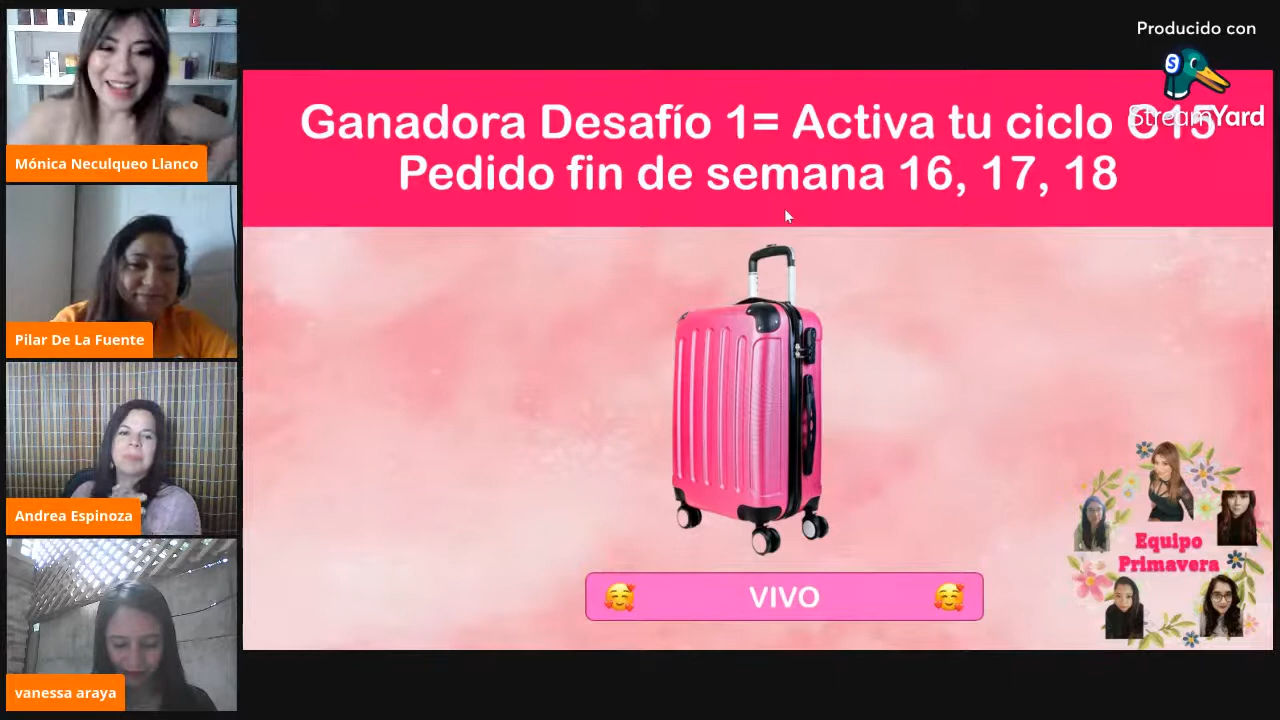 Producido con
StreamYard
Ganadora Desafío 1= Activa tu ciclo C15
Pedido fin de semana 16, 17, 18
Mónica Neculqueo Llanco
Pilar De La Fuente
Andrea Espinoza
vanessa araya
Equipo
Primavera
VIVO